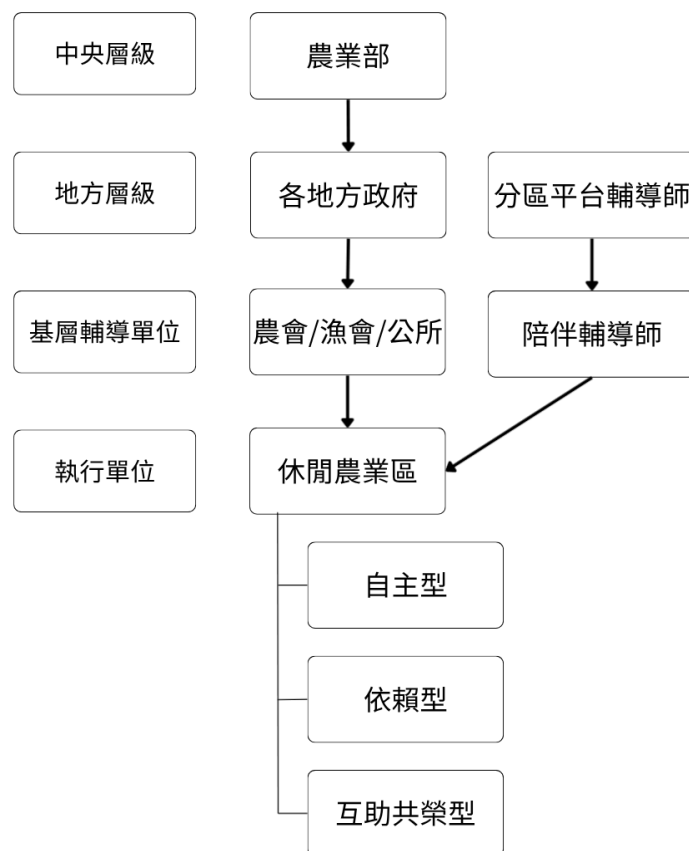 中央層級
農業部
地方層級
各地方政府
分區平台輔導師
基層輔導單位
農會/漁會/公所
陪伴輔導師
執行單位
休閒農業區
自主型
依賴型
互助共榮型